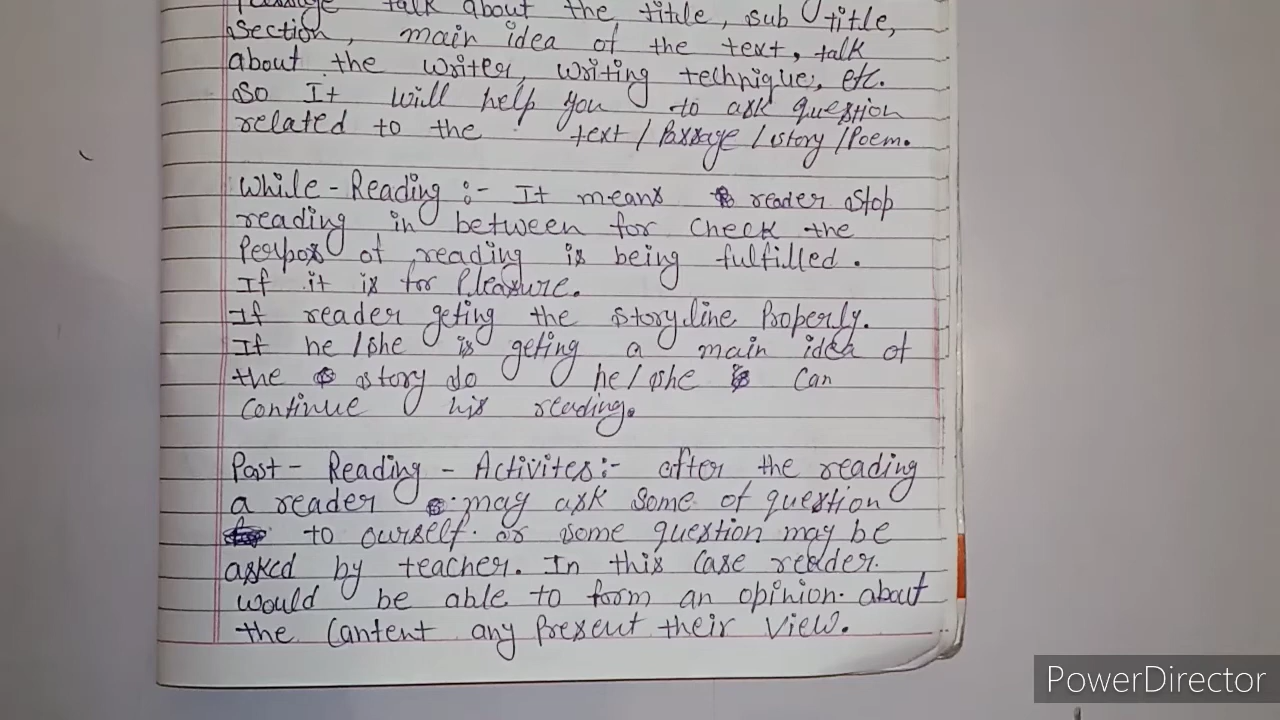 Passage talk about the title, sub title,
section, main idea of the text, talk
about the writer, writing technique, etc.
So It will help you to ask question
related to the text / Passage / story / Poem.
While - Reading :- It means reader stop
reading in between for check the
Perpos of reading is being fulfilled.
If it is for Pleasure.
If reader geting the story line Properly.
If he / she is geting a main idea of
the story do he / she can
continue his reading.
Past - Reading - Activites :- after the reading
a reader may ask some of question
to ourself. or some question may be
asked by teacher. In this case reader.
would be able to form an opinion. about
the Cantent any Present their view.
PowerDirector